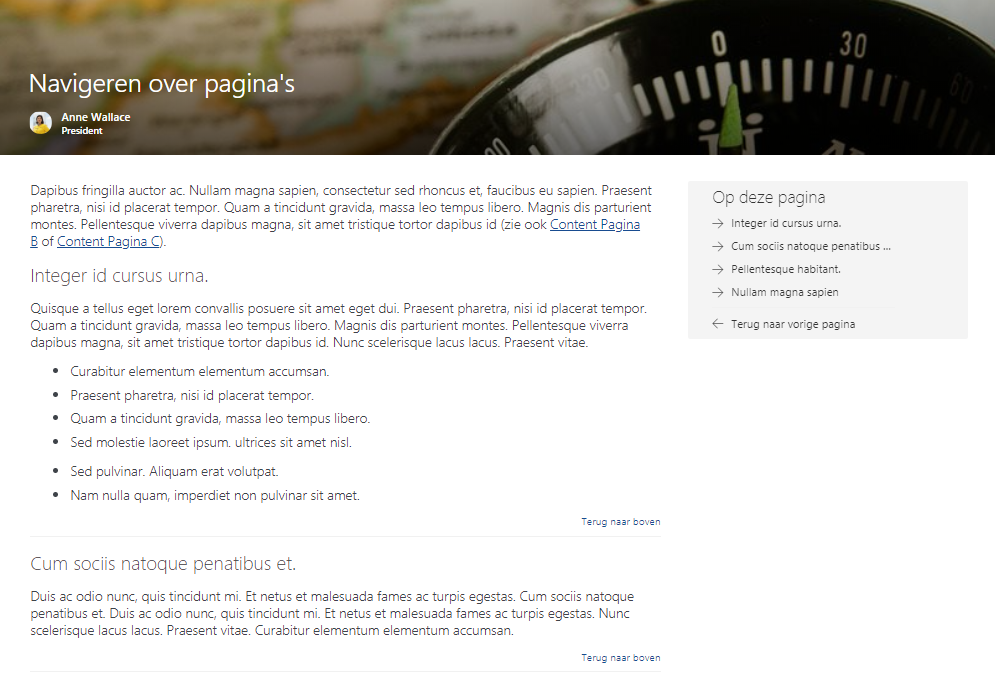 0
30
60
330
300
Navigeren over pagina's
Anne Wallace
President
Dapibus fringilla auctor ac. Nullam magna sapien, consectetur sed rhoncus et, faucibus eu sapien. Praesent
pharetra, nisi id placerat tempor. Quam a tincidunt gravida, massa leo tempus libero. Magnis dis parturient
montes. Pellentesque viverra dapibus magna, sit amet tristique tortor dapibus id (zie ook Content Pagina
B of Content Pagina C).
Integer id cursus urna.
Quisque a tellus eget lorem convallis posuere sit amet eget dui. Praesent pharetra, nisi id placerat tempor.
Quam a tincidunt gravida, massa leo tempus libero. Magnis dis parturient montes. Pellentesque viverra
dapibus magna, sit amet tristique tortor dapibus id. Nunc scelerisque lacus lacus. Praesent vitae.
• Curabitur elementum elementum accumsan.
• Praesent pharetra, nisi id placerat tempor.
• Quam a tincidunt gravida, massa leo tempus libero.
• Sed molestie laoreet ipsum. ultrices sit amet nisl.
• Sed pulvinar. Aliquam erat volutpat.
• Nam nulla quam, imperdiet non pulvinar sit amet.
Terug naar boven
Cum sociis natoque penatibus et.
Duis ac odio nunc, quis tincidunt mi. Et netus et malesuada fames ac turpis egestas. Cum sociis natoque
penatibus et. Duis ac odio nunc, quis tincidunt mi. Et netus et malesuada fames ac turpis egestas. Nunc
scelerisque lacus lacus. Praesent vitae. Curabitur elementum elementum accumsan.
Terug naar boven
Op deze pagina
→ Integer id cursus urna.
→ Cum sociis natoque penatibus ...
→ Pellentesque habitant.
→ Nullam magna sapien
← Terug naar vorige pagina